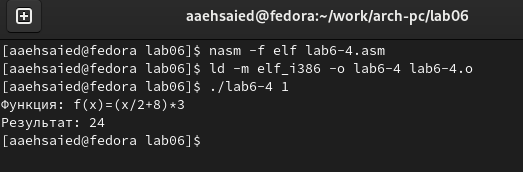 aaehsaied@fedora:~/work/arch-pc/lab06
[aaehsaied@fedora lab06]$ nasm -f elf lab6-4.asm
[aaehsaied@fedora lab06]$ ld -m elf_i386 -o lab6-4 lab6-4.o
[aaehsaied@fedora lab06]$ ./lab6-4 1
Функция: f(x)=(x/2+8)*3
Результат: 24
[aaehsaied@fedora lab06]$